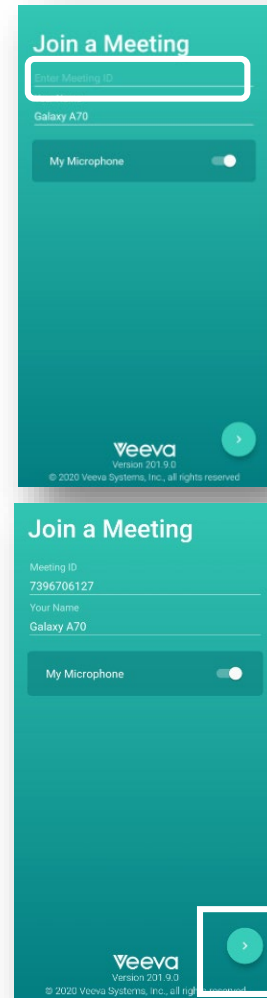 Join a Meeting
Enter Meeting ID
Galaxy A70
My Microphone
Veeva
Version 201.9.0
© 2020 Veeva Systems, Inc., all rights reserved
Join a Meeting
Meeting ID
7396706127
Your Name
Galaxy A70
My Microphone
Veeva
Version 201.9.0
© 2020 Veeva Systems, Inc., all rights reserved